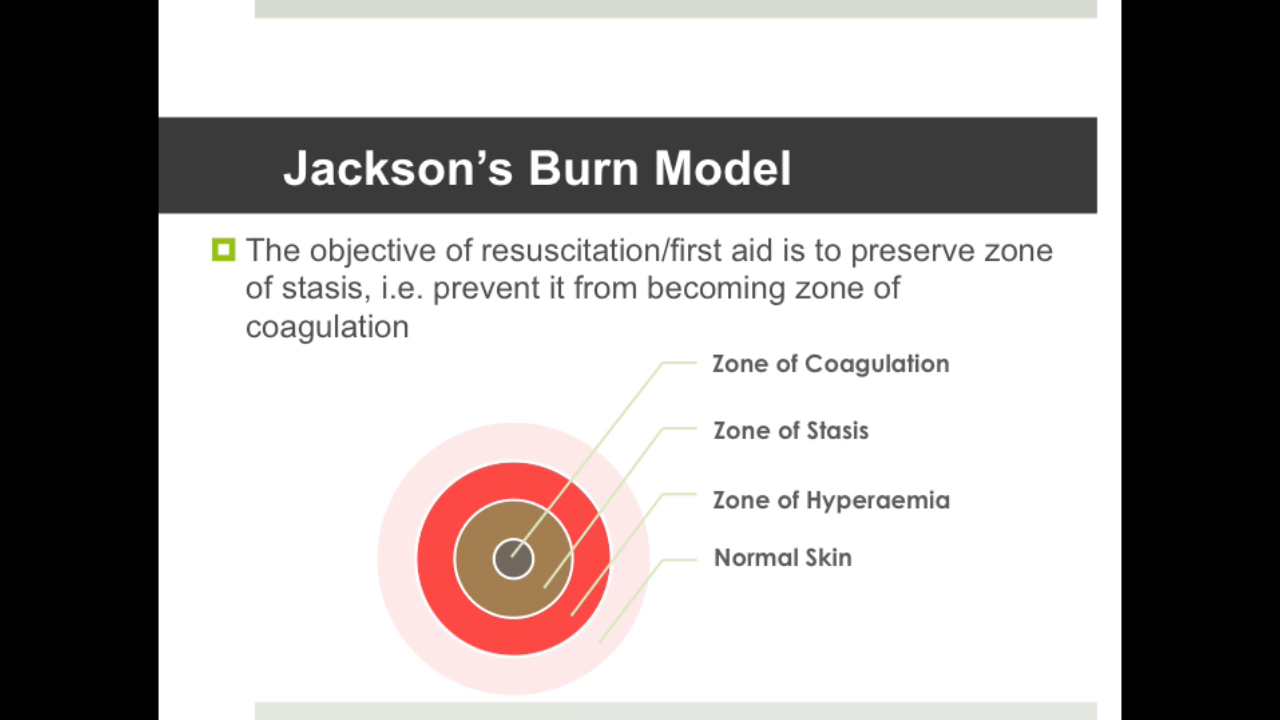 Jackson’s Burn Model
The objective of resuscitation/first aid is to preserve zone
of stasis, i.e. prevent it from becoming zone of
coagulation
Zone of Coagulation
Zone of Stasis
Zone of Hyperaemia
Normal Skin